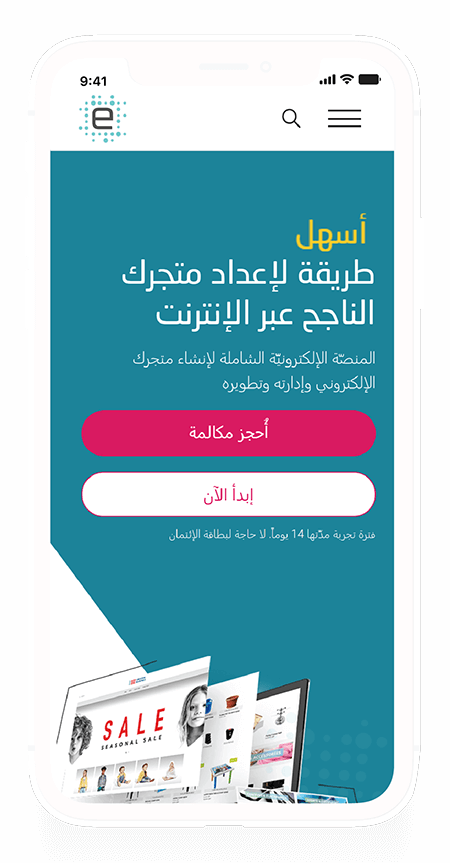 9:41
e
أسهل
طريقة لإعداد متجرك
الناجح عبر الإنترنت
المنصّة الإلكترونيّة الشاملة لإنشاء متجرك
الإلكتروني وإدارته وتطويره
أُحجز مكالمة
إبدأ الآن
فترة تجربة مدّتها 14 يوماً. لا حاجة لبطاقة الإئتمان
SALE
SEASONAL SALE
ACCESSORIES